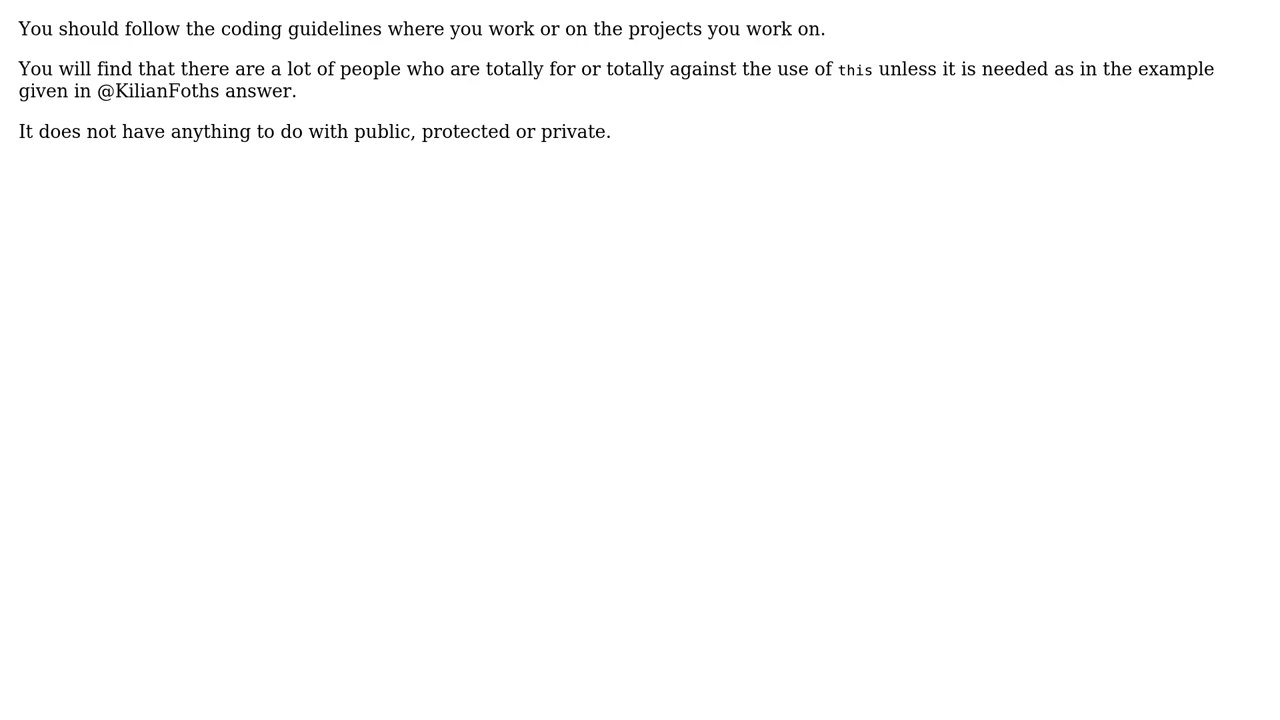 You should follow the coding guidelines where you work or on the projects you work on.
You will find that there are a lot of people who are totally for or totally against the use of this unless it is needed as in the example
given in @KilianFoths answer.
It does not have anything to do with public, protected or private.